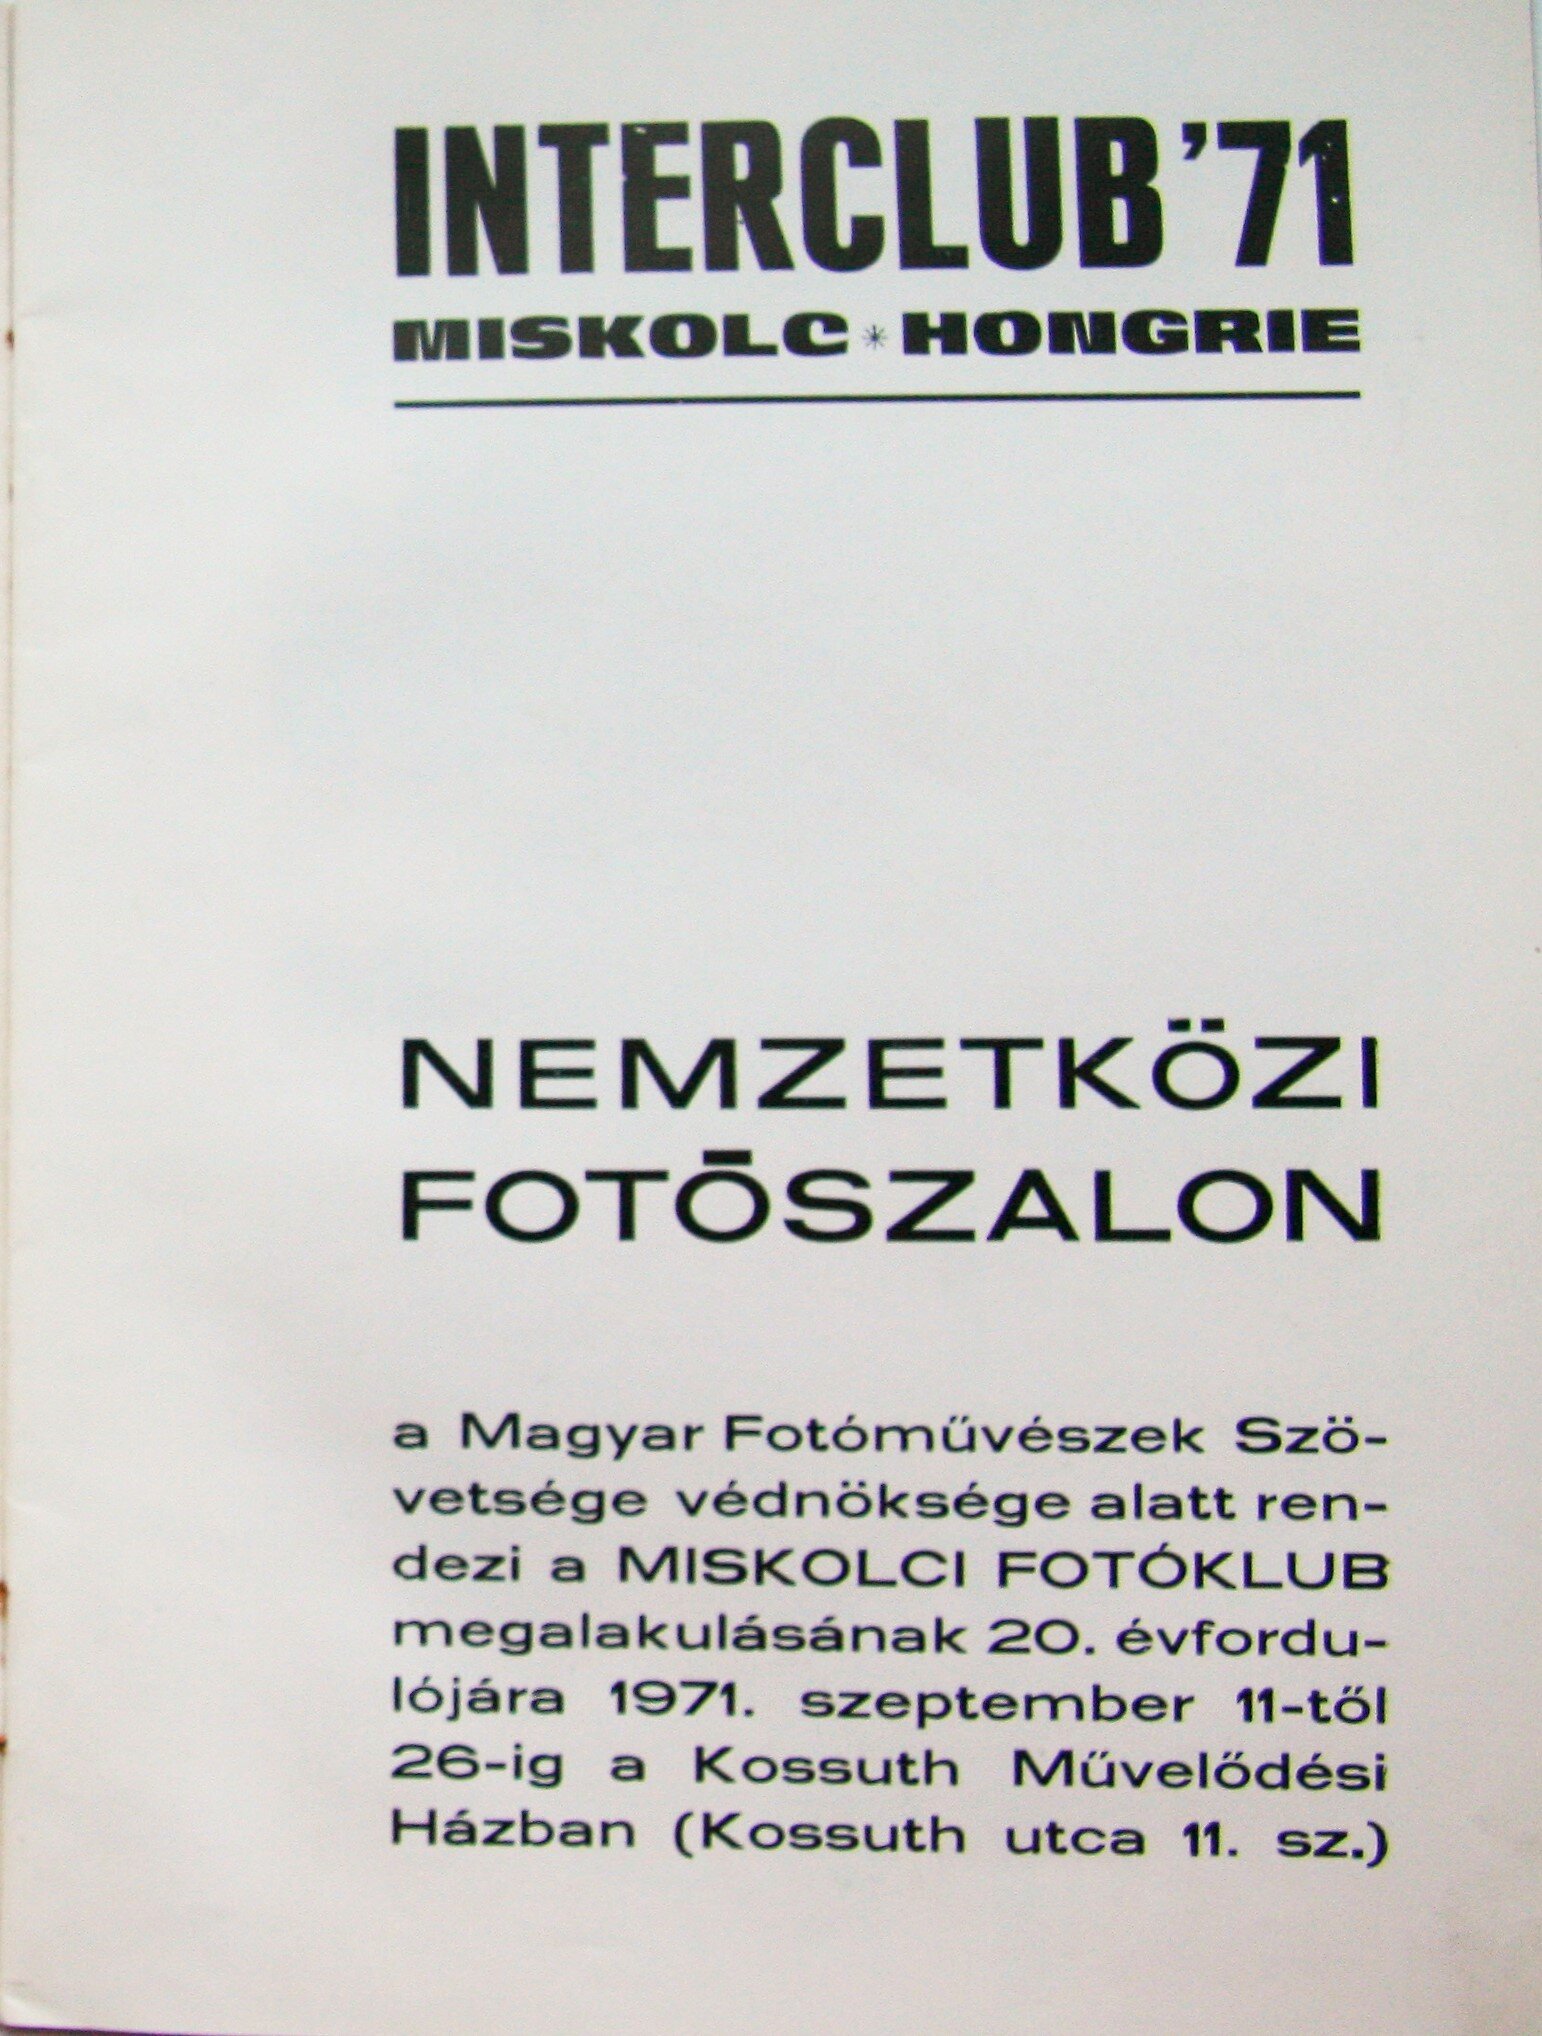 INTERCLUB '71
MISKOLC * HONGRIE
NEMZETKÖZI
FOTŌSZALON
a Magyar Fotóművészek Szö-
vetsége védnöksége alatt ren-
dezi a MISKOLCI FOTÓKLUB
megalakulásának 20. évfordu-
lójára 1971. szeptember 11-től
26-ig a Kossuth Művelődési
Házban (Kossuth utca 11. sz.)